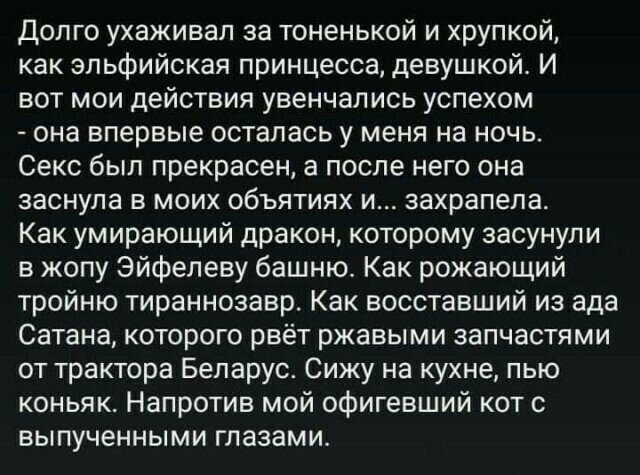 Долго ухаживал за тоненькой и хрупкой,
как эльфийская принцесса, девушкой. И
вот мои действия увенчались успехом
- она впервые осталась у меня на ночь.
Секс был прекрасен, а после него она
заснула в моих объятиях и... захрапела.
Как умирающий дракон, которому засунули
в жопу Эйфелеву башню. Как рожающий
тройню тираннозавр. Как восставший из ада
Сатана, которого рвёт ржавыми запчастями
от трактора Беларус. Сижу на кухне, пью
коньяк. Напротив мой офигевший кот с
выпученными глазами.